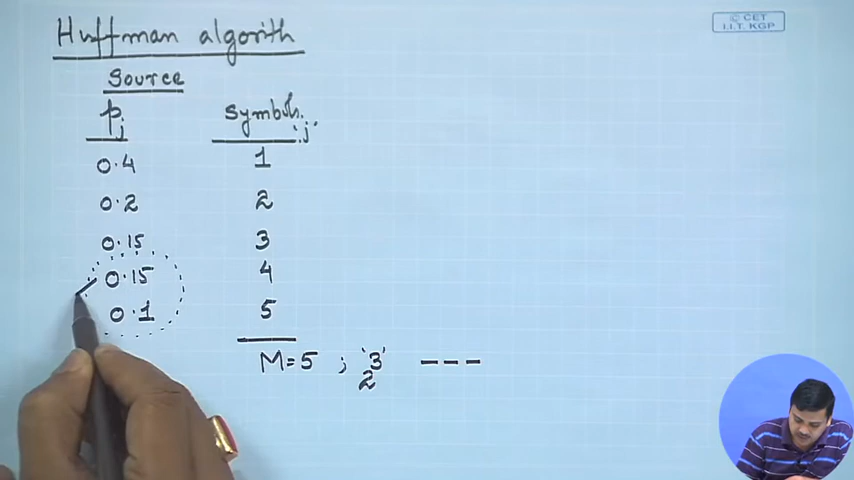 Huffman algorith
© CET
I.I.T. KGP
Source
Pj Symbols 'j'
0.4 1
0.2 2
0.15 3
0.15 4
0.1 5
M=5 ; '3' ---
2